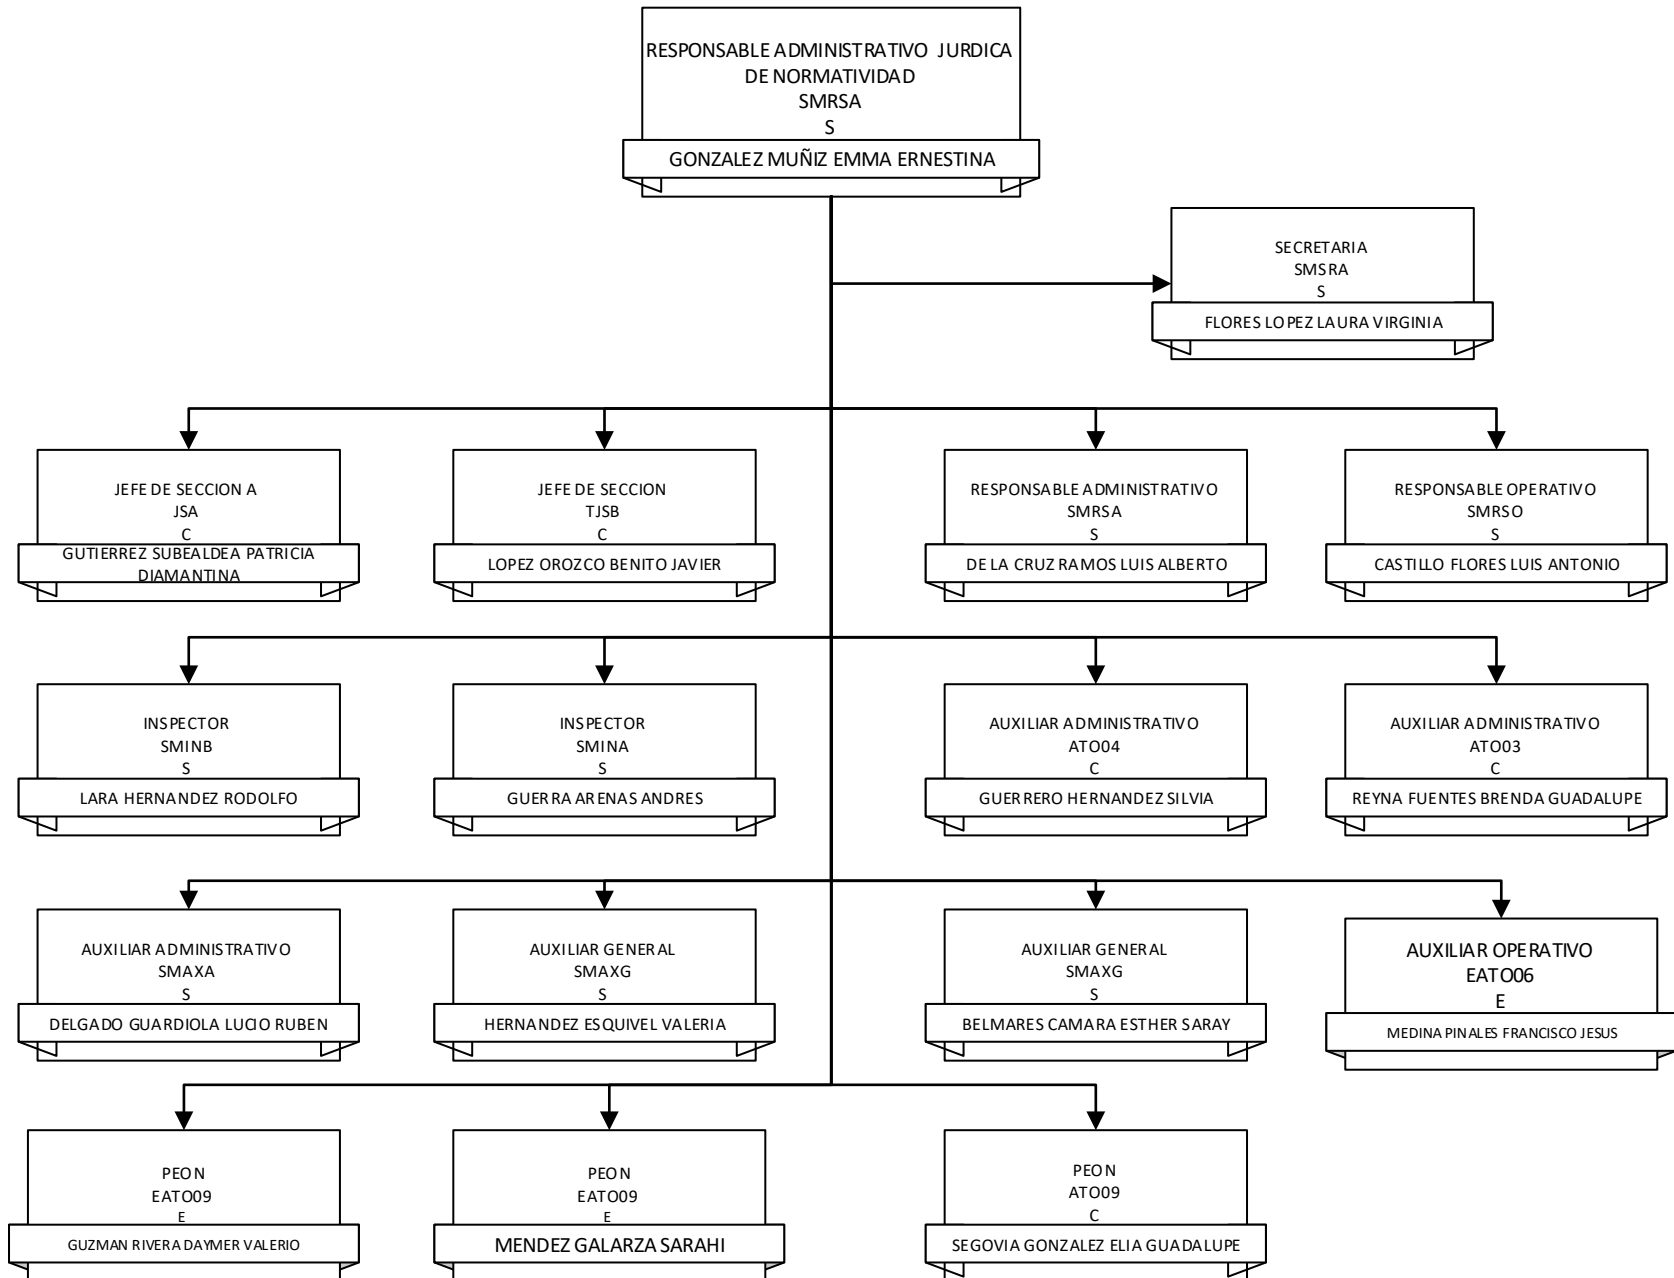 RESPONSABLE ADMINISTRATIVO JURDICA
DE NORMATIVIDAD
SMRSA
S
GONZALEZ MUÑIZ EMMA ERNESTINA
SECRETARIA
SMSRA
S
FLORES LOPEZ LAURA VIRGINIA
JEFE DE SECCION A
JSA
C
GUTIERREZ SUBEALDEA PATRICIA
DIAMANTINA
JEFE DE SECCION
TJSB
C
LOPEZ OROZCO BENITO JAVIER
RESPONSABLE ADMINISTRATIVO
SMRSA
S
DE LA CRUZ RAMOS LUIS ALBERTO
RESPONSABLE OPERATIVO
SMRSO
S
CASTILLO FLORES LUIS ANTONIO
INSPECTOR
SMINB
S
LARA HERNANDEZ RODOLFO
INSPECTOR
SMINA
S
GUERRA ARENAS ANDRES
AUXILIAR ADMINISTRATIVO
ATO04
C
GUERRERO HERNANDEZ SILVIA
AUXILIAR ADMINISTRATIVO
ATO03
C
REYNA FUENTES BRENDA GUADALUPE
AUXILIAR ADMINISTRATIVO
SMAXA
S
DELGADO GUARDIOLA LUCIO RUBEN
AUXILIAR GENERAL
SMAXG
S
HERNANDEZ ESQUIVEL VALERIA
AUXILIAR GENERAL
SMAXG
S
BELMARES CAMARA ESTHER SARAY
AUXILIAR OPERATIVO
EATO06
E
MEDINA PINALES FRANCISCO JESUS
PEON
EATO09
E
GUZMAN RIVERA DAYMER VALERIO
PEON
EATO09
E
MENDEZ GALARZA SARAHI
PEON
ATO09
C
SEGOVIA GONZALEZ ELIA GUADALUPE